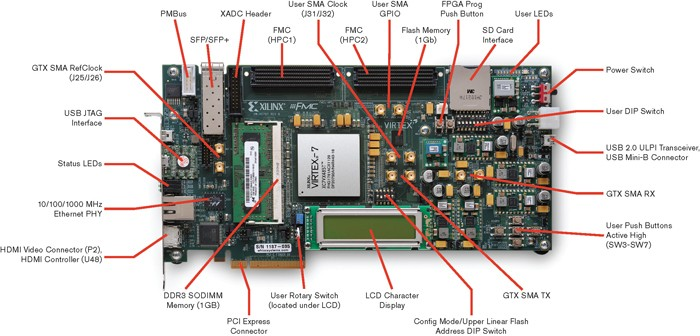 PMBus
XADC Header
SFP/SFP+
FMC
(HPC1)
User SMA Clock
(J31/J32)
FMC
(HPC2)
User SMA
GPIO
Flash Memory
(1Gb)
FPGA Prog
Push Button
SD Card
Interface
User LEDs
GTX SMA RefClock
(J25/J26)
USB JTAG
Interface
Status LEDs
10/100/1000 MHz
Ethernet PHY
HDMI Video Connector (P2),
HDMI Controller (U48)
Power Switch
User DIP Switch
USB 2.0 ULPI Transceiver,
USB Mini-B Connector
GTX SMA RX
User Push Buttons
Active High
(SW3-SW7)
XILINX
FMC
VIRTEX
XILINX
VIRTEX-7
S/N 1187-095
DDR3 SODIMM
Memory (1GB)
PCI Express
Connector
User Rotary Switch
(located under LCD)
LCD Character
Display
Config Mode/Upper Linear Flash
Address DIP Switch
GTX SMA TX